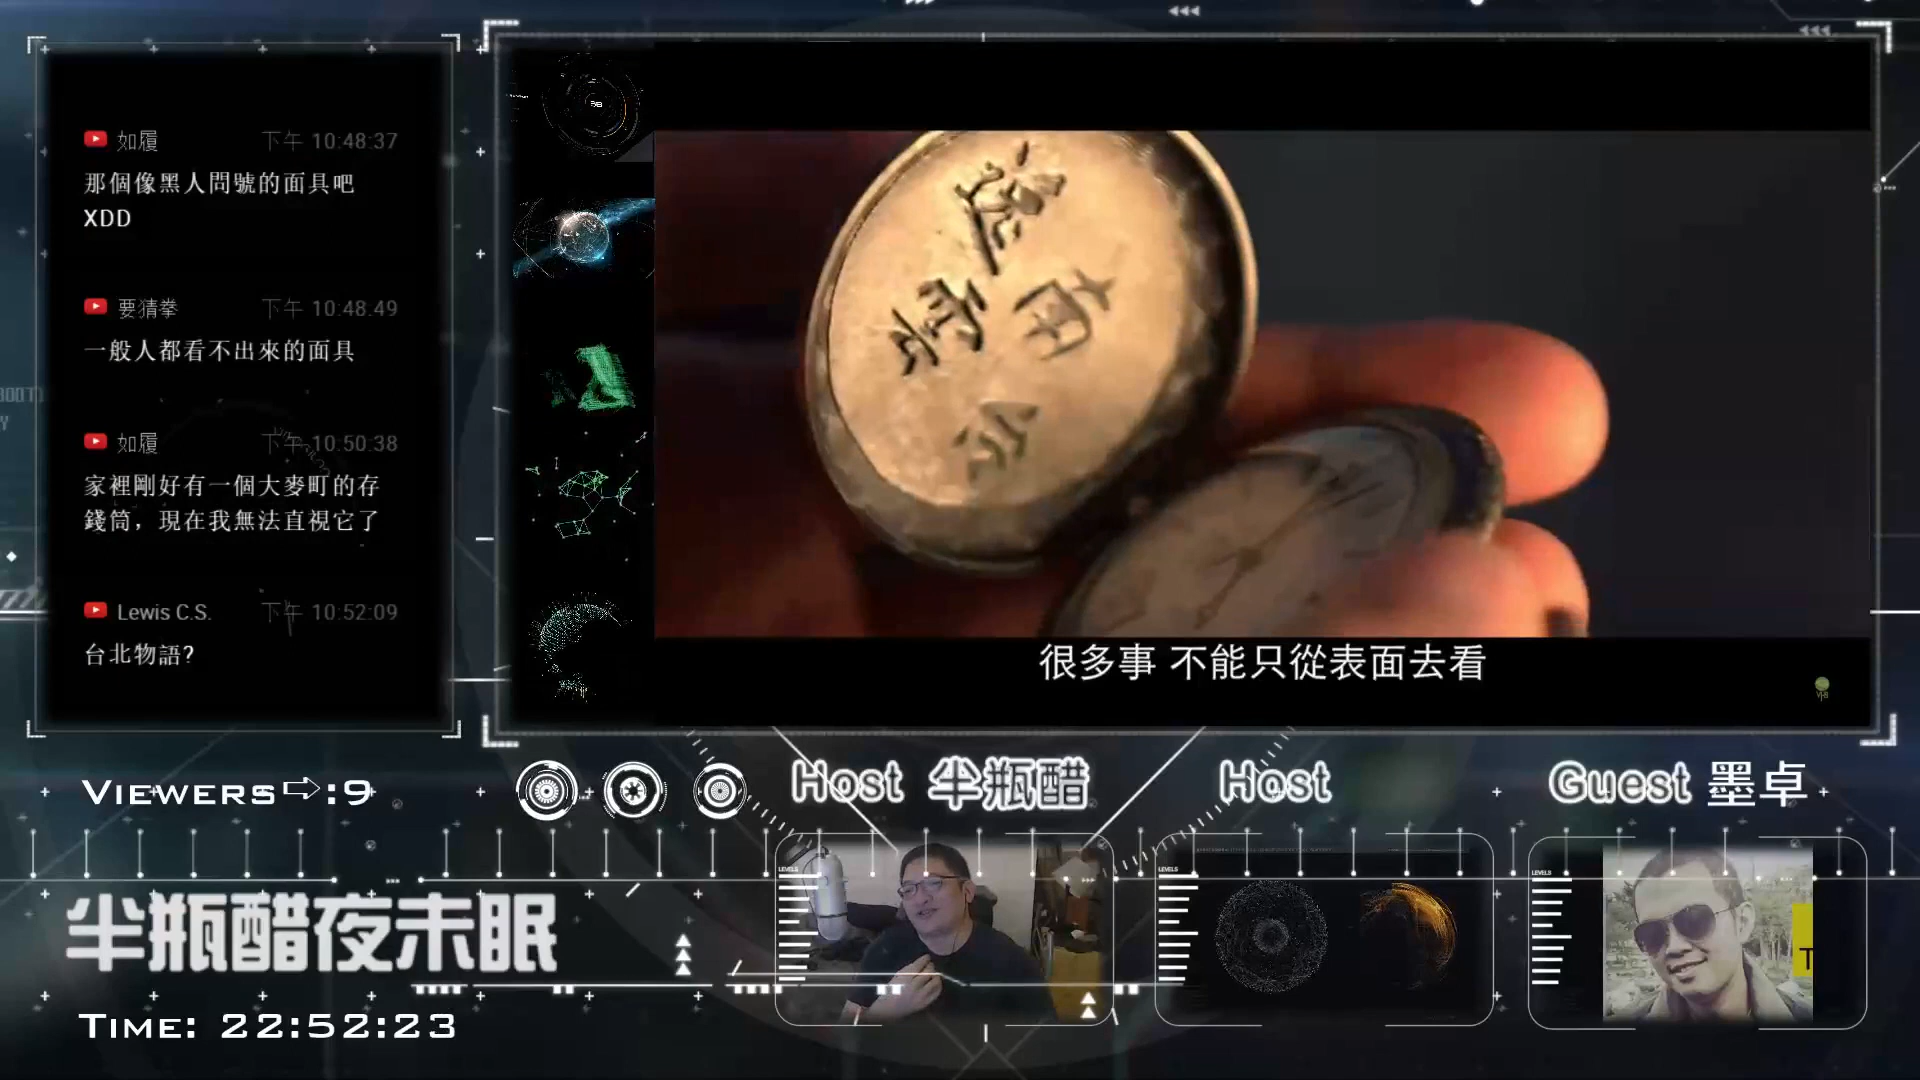 如履 下午 10:48:37
那個像黑人問號的面具吧
XDD
要猜拳 下午 10:48:49
一般人都看不出來的面具
如履 下午 10:50:38
家裡剛好有一個大麥町的存
錢筒，現在我無法直視它了
Lewis C.S. 下午 10:52:09
台北物語?
很多事 不能只從表面去看
VIEWERS➩:9
Host 半瓶醋
Host
Guest 墨卓
LEVELS
LEVELS
LEVELS
半瓶醋夜未眠
TIME: 22:52:23